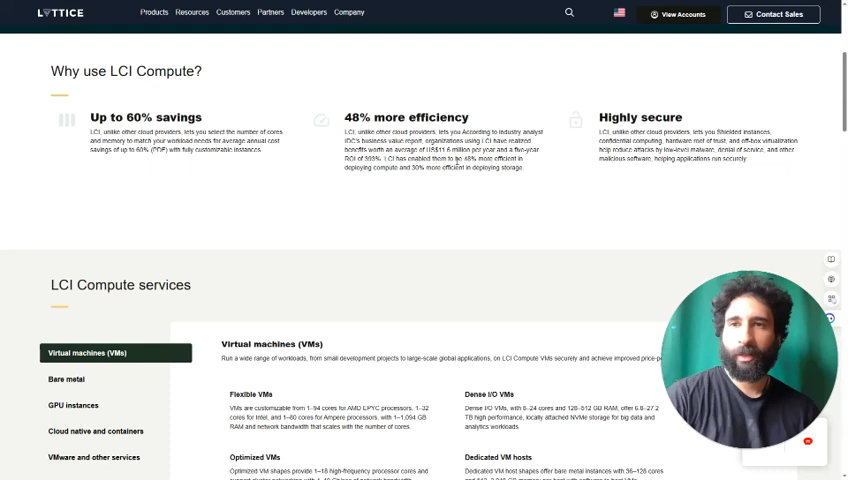 LATTICE Products Resources Customers Partners Developers Company View Accounts Contact Sales
Why use LCI Compute?
Up to 60% savings
LCI, unlike other cloud providers, lets you select the number of cores
and memory to match your workload needs for average annual cost
savings of up to 60% (PDF) with fully customizable instances
48% more efficiency
LCI, unlike other cloud providers, lets you According to industry analyst
IDC's business value report, organizations using LCI have realized
benefits worth an average of US$11.6 million per year and a five-year
ROI of 393%. LCI has enabled them to be 48% more efficient in
deploying compute and 30% more efficient in deploying storage.
Highly secure
LCI, unlike other cloud providers, lets you Shielded instances,
confidential computing, hardware root of trust, and off-box virtualization
help reduce attacks by low-level malware, denial of service, and other
malicious software, helping applications run securely
LCI Compute services
Virtual machines (VMs)
Bare metal
GPU instances
Cloud native and containers
VMware and other services
Virtual machines (VMs)
Run a wide range of workloads, from small development projects to large-scale global applications, on LCI Compute VMs securely and achieve improved price-
Flexible VMs
VMs are customizable from 1–94 cores for AMD EPYC processors, 1–32
cores for Intel, and 1–80 cores for Ampere processors, with 1–1,094 GB
RAM and network bandwidth that scales with the number of cores
Dense I/O VMs
Dense I/O VMs, with 8–24 cores and 128–512 GB RAM, offer 6.8–27.2
TB high performance, locally attached NVMe storage for big data and
analytics workloads
Optimized VMs
Optimized VM shapes provide 1–18 high-frequency processor cores and
Dedicated VM hosts
Dedicated VM host shapes offer bare metal instances with 36–128 cores